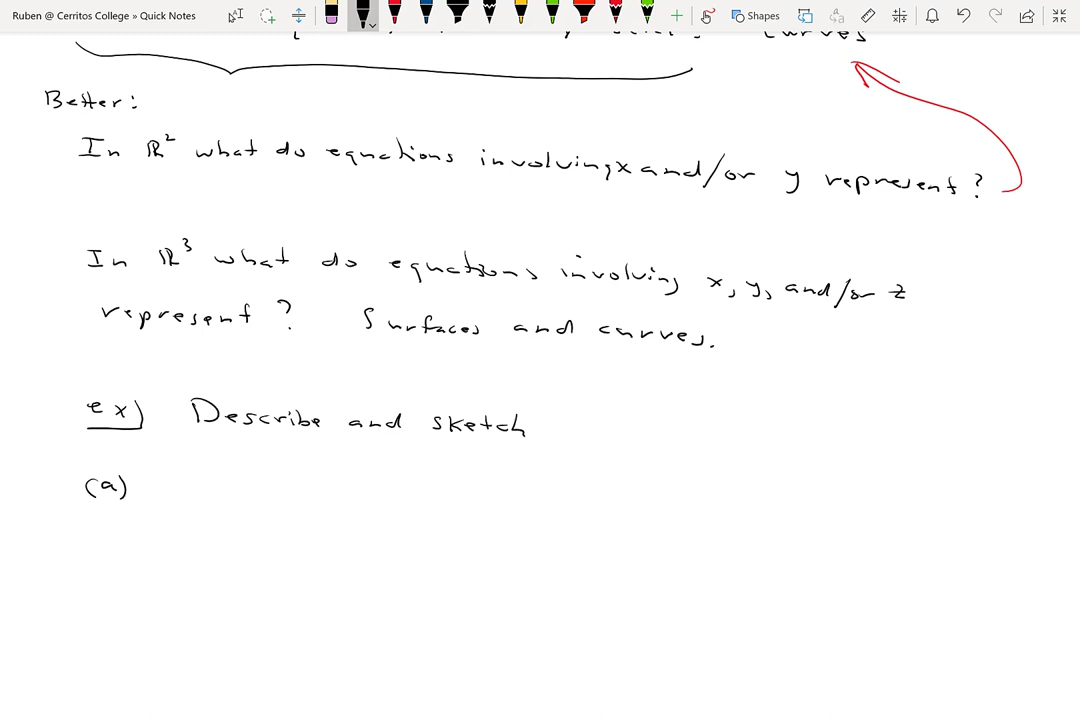 Ruben @ Cerritos College » Quick Notes
Shapes
curves
Better:
In ℝ² what do equations involving x and/or y represent?
In ℝ³ what do equations involving x, y, and/or z
represent? Surfaces and curves.
ex) Describe and sketch
(a)